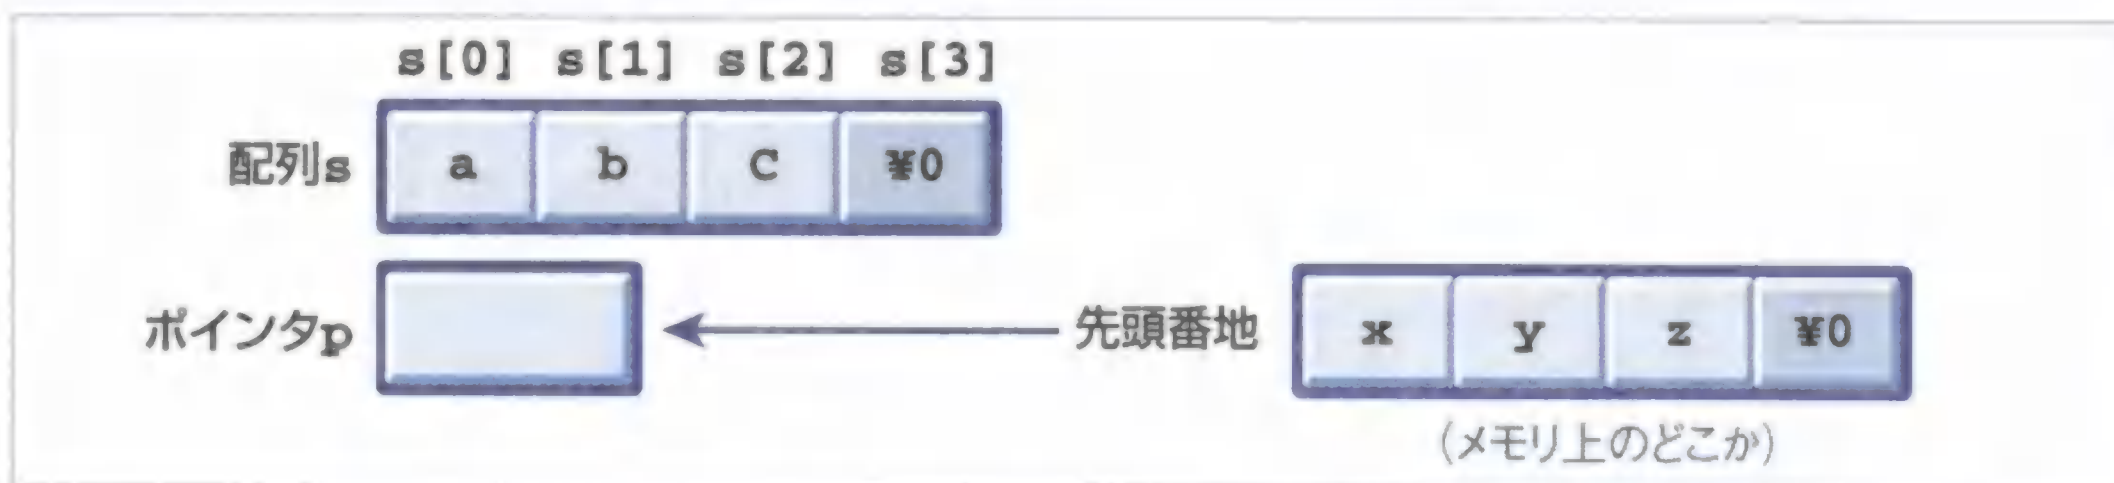 s[0] s[1] s[2] s[3]
配列s a b C ¥0
ポインタp 先頭番地 x y z ¥0
(メモリ上のどこか)